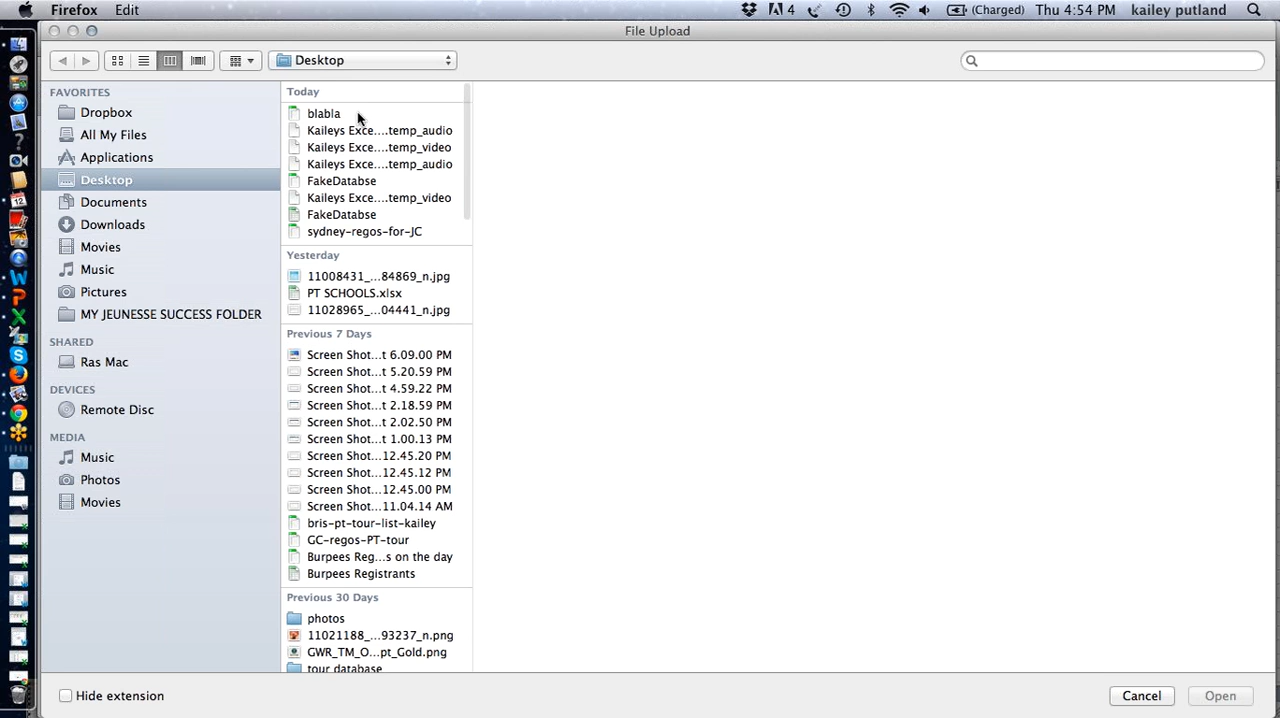 Firefox Edit 4 (Charged) Thu 4:54 PM kailey putland
File Upload
Desktop
FAVORITES
Dropbox
All My Files
Applications
Desktop
Documents
Downloads
Movies
Music
Pictures
MY JEUNESSE SUCCESS FOLDER
SHARED
Ras Mac
DEVICES
Remote Disc
MEDIA
Music
Photos
Movies
Today
blabla
Kaileys Exce....temp_audio
Kaileys Exce....temp_video
Kaileys Exce....temp_audio
FakeDatabse
Kaileys Exce....temp_video
FakeDatabse
sydney-regos-for-JC
Yesterday
11008431_...84869_n.jpg
PT SCHOOLS.xlsx
11028965_...04441_n.jpg
Previous 7 Days
Screen Shot...t 6.09.00 PM
Screen Shot...t 5.20.59 PM
Screen Shot...t 4.59.22 PM
Screen Shot...t 2.18.59 PM
Screen Shot...t 2.02.50 PM
Screen Shot...t 1.00.13 PM
Screen Shot...12.45.20 PM
Screen Shot...12.45.12 PM
Screen Shot...12.45.00 PM
Screen Shot...11.04.14 AM
bris-pt-tour-list-kailey
GC-regos-PT-tour
Burpees Reg...s on the day
Burpees Registrants
Previous 30 Days
photos
11021188_...93237_n.png
GWR_TM_O...pt_Gold.png
tour database
Hide extension
Cancel
Open